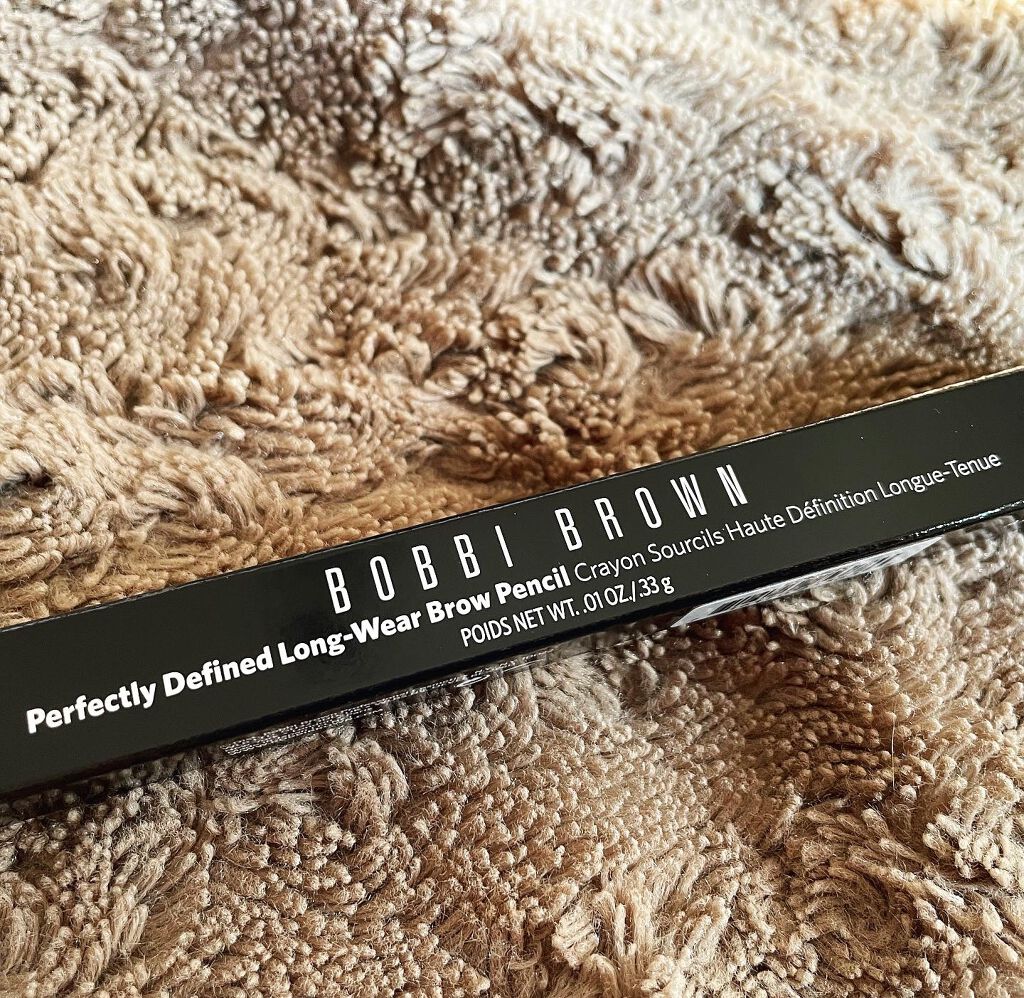 BOBBI BROWN
Perfectly Defined Long-Wear Brow Pencil Crayon Sourcils Haute Définition Longue-Tenue
POIDS NET WT. .01 OZ./.33 g